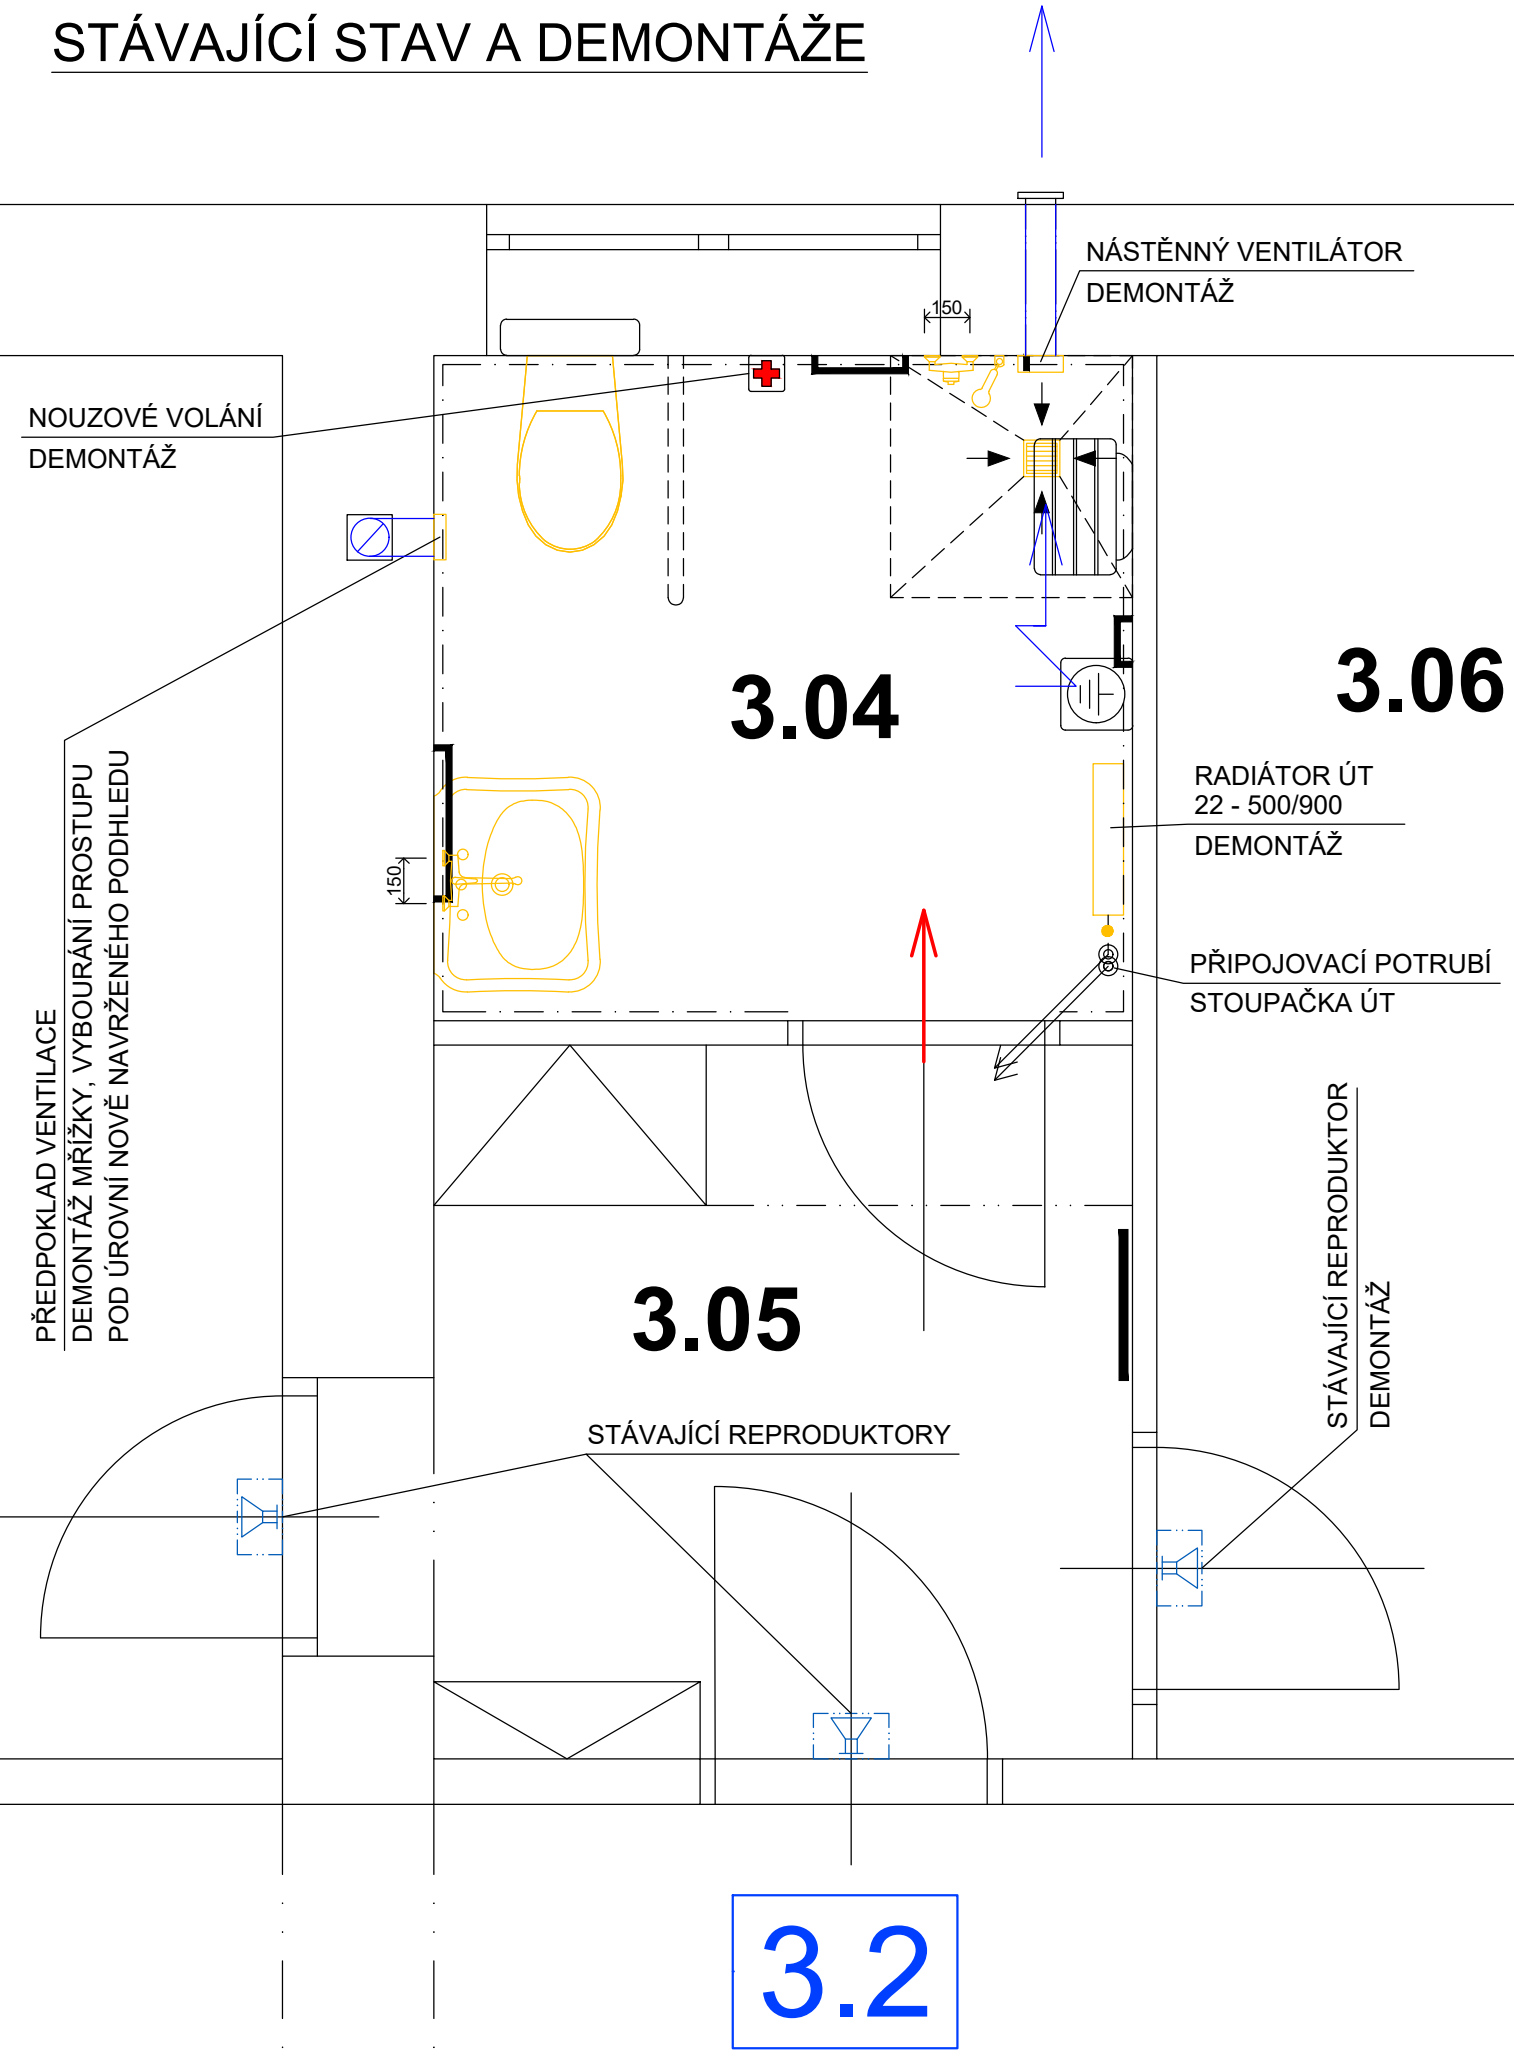 STÁVAJÍCÍ STAV A DEMONTÁŽE
NÁSTĚNNÝ VENTILÁTOR
DEMONTÁŽ
150
NOUZOVÉ VOLÁNÍ
DEMONTÁŽ
3.04
3.06
RADIÁTOR ÚT
22 - 500/900
DEMONTÁŽ
150
PŘIPOJOVACÍ POTRUBÍ
STOUPAČKA ÚT
PŘEDPOKLAD VENTILACE
DEMONTÁŽ MŘÍŽKY, VYBOURÁNÍ PROSTUPU
POD ÚROVNÍ NOVĚ NAVRŽENÉHO PODHLEDU
3.05
STÁVAJÍCÍ REPRODUKTOR
DEMONTÁŽ
STÁVAJÍCÍ REPRODUKTORY
3.2